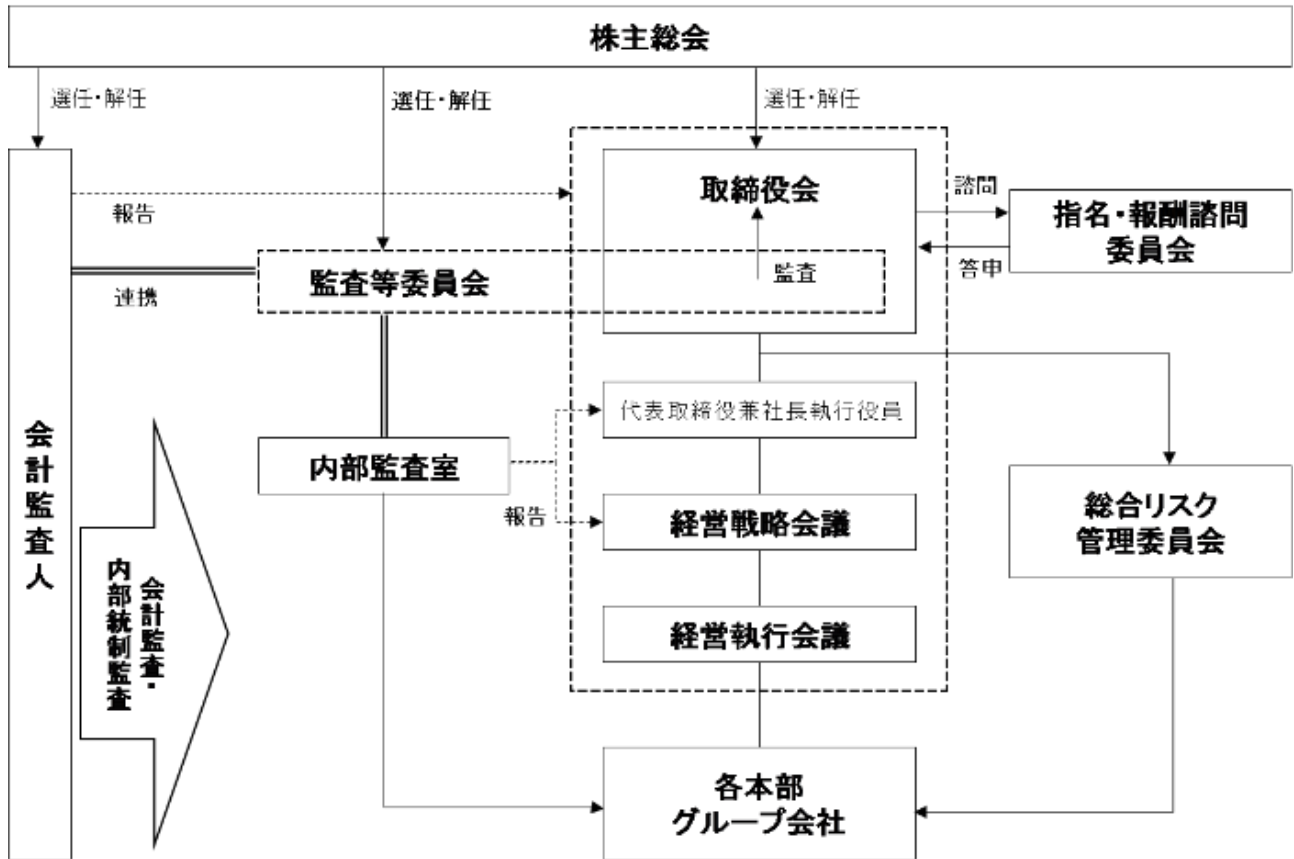 株主総会
選任・解任
選任・解任
選任・解任
取締役会
諮問
指名・報酬諮問
委員会
報告
答申
監査等委員会
監査
連携
代表取締役兼社長執行役員
会計監査人
内部監査室
報告
経営戦略会議
総合リスク
管理委員会
経営執行会議
会計監査・
内部統制監査
各本部
グループ会社